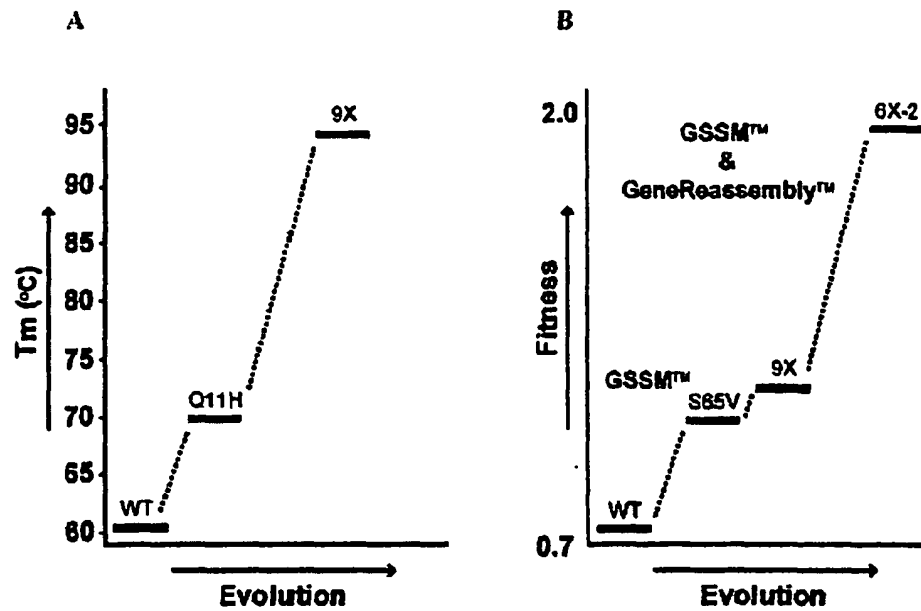 A
95
90
85
80
75
70
65
60
Tm (ºC)
9X
Q11H
WT
Evolution
B
2.0
0.7
Fitness
6X-2
GSSM™
&
GeneReassembly™
9X
GSSM™
S65V
WT
Evolution